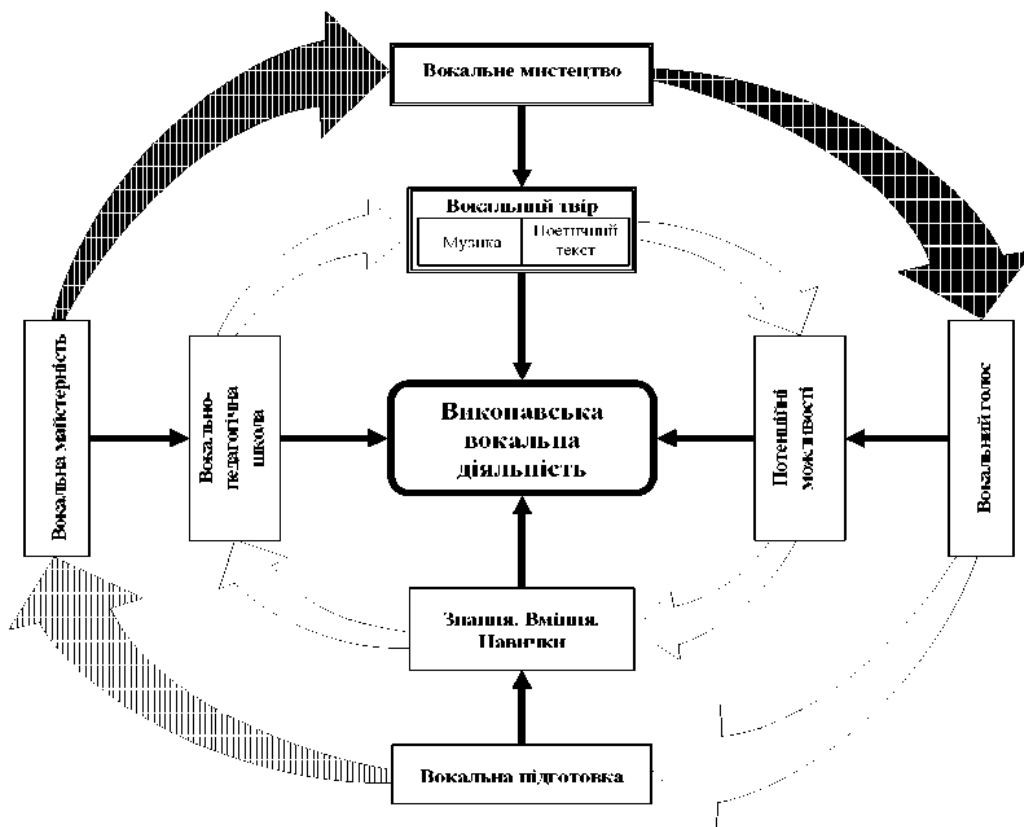 Вокальне мистецтво
Вокальний твір
Музика
Поетичний
текст
Вокальна майстерність
Вокально-
педагогічна
школа
Виконавська
вокальна
діяльність
Потенційні
можливості
Вокальний голос
Знання. Вміння.
Навички
Вокальна підготовка